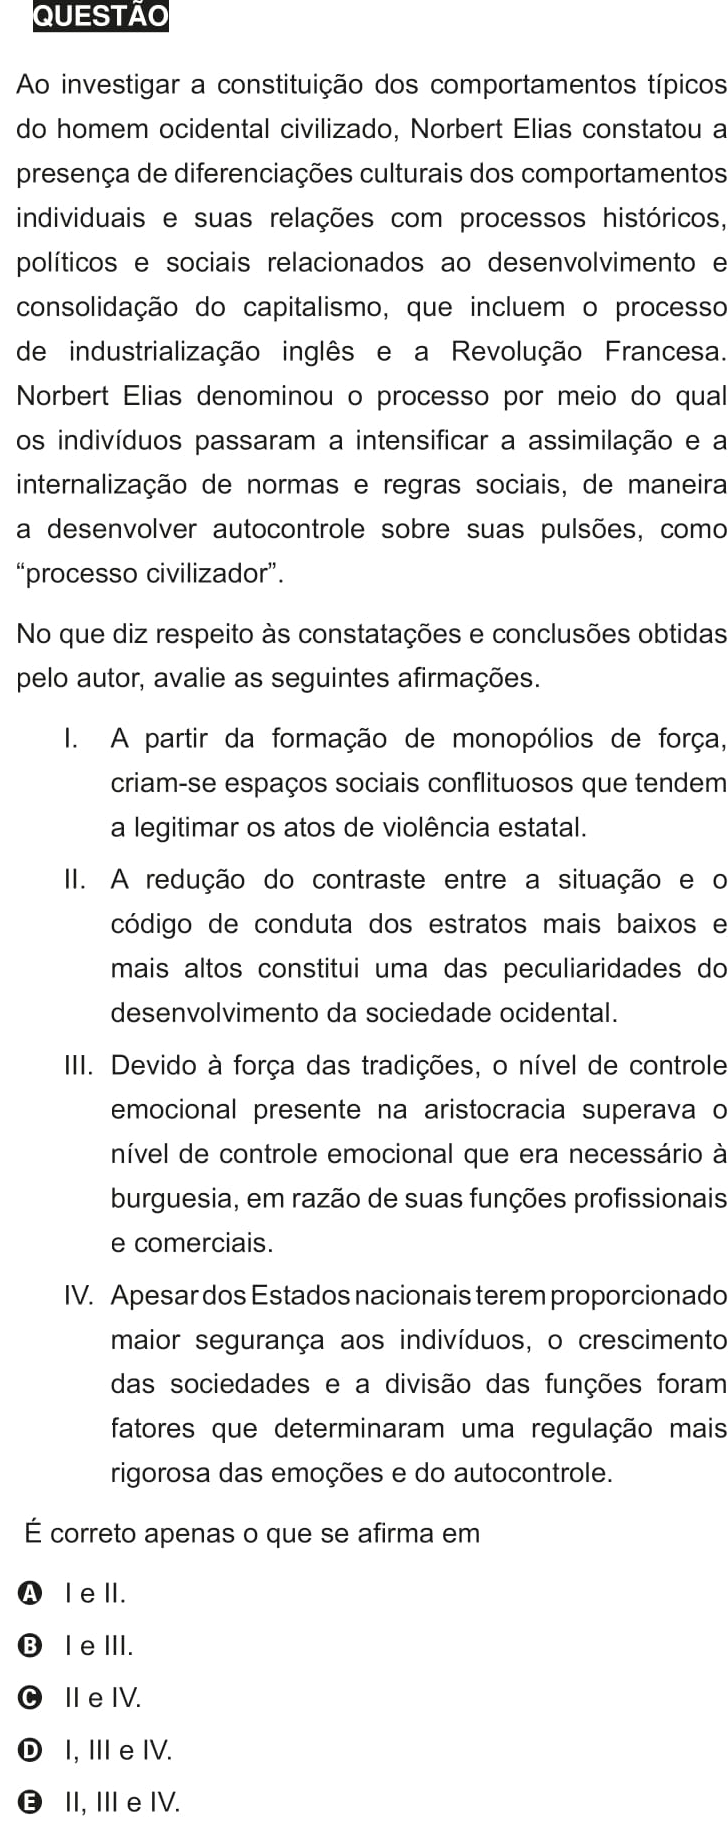 QUESTÃO
Ao investigar a constituição dos comportamentos típicos
do homem ocidental civilizado, Norbert Elias constatou a
presença de diferenciações culturais dos comportamentos
individuais e suas relações com processos históricos,
políticos e sociais relacionados ao desenvolvimento e
consolidação do capitalismo, que incluem o processo
de industrialização inglês e a Revolução Francesa.
Norbert Elias denominou o processo por meio do qual
os indivíduos passaram a intensificar a assimilação e a
internalização de normas e regras sociais, de maneira
a desenvolver autocontrole sobre suas pulsões, como
“processo civilizador”.
No que diz respeito às constatações e conclusões obtidas
pelo autor, avalie as seguintes afirmações.
I. A partir da formação de monopólios de força,
criam-se espaços sociais conflituosos que tendem
a legitimar os atos de violência estatal.
II. A redução do contraste entre a situação e o
código de conduta dos estratos mais baixos e
mais altos constitui uma das peculiaridades do
desenvolvimento da sociedade ocidental.
III. Devido à força das tradições, o nível de controle
emocional presente na aristocracia superava o
nível de controle emocional que era necessário à
burguesia, em razão de suas funções profissionais
e comerciais.
IV. Apesar dos Estados nacionais terem proporcionado
maior segurança aos indivíduos, o crescimento
das sociedades e a divisão das funções foram
fatores que determinaram uma regulação mais
rigorosa das emoções e do autocontrole.
É correto apenas o que se afirma em
A I e II.
B I e III.
C II e IV.
D I, III e IV.
E II, III e IV.